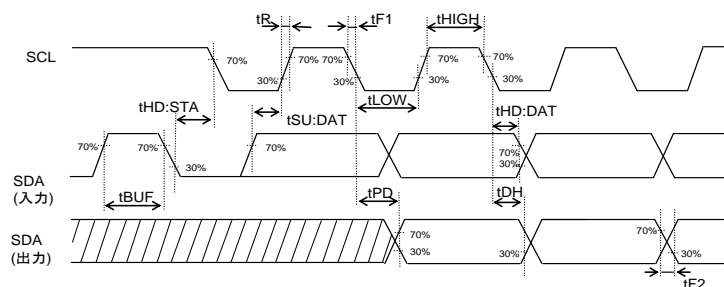 tR tF1 tHIGH
SCL 70% 70% 70% 70% 70%
30% 30% 30% 30%
tHD:STA tLOW tHD:DAT
tSU:DAT
70% 70% 70% 70%
30% 30%
SDA
(入力)
tBUF tPD tDH
SDA
(出力)
70% 70%
30% 30% 30%
tF2